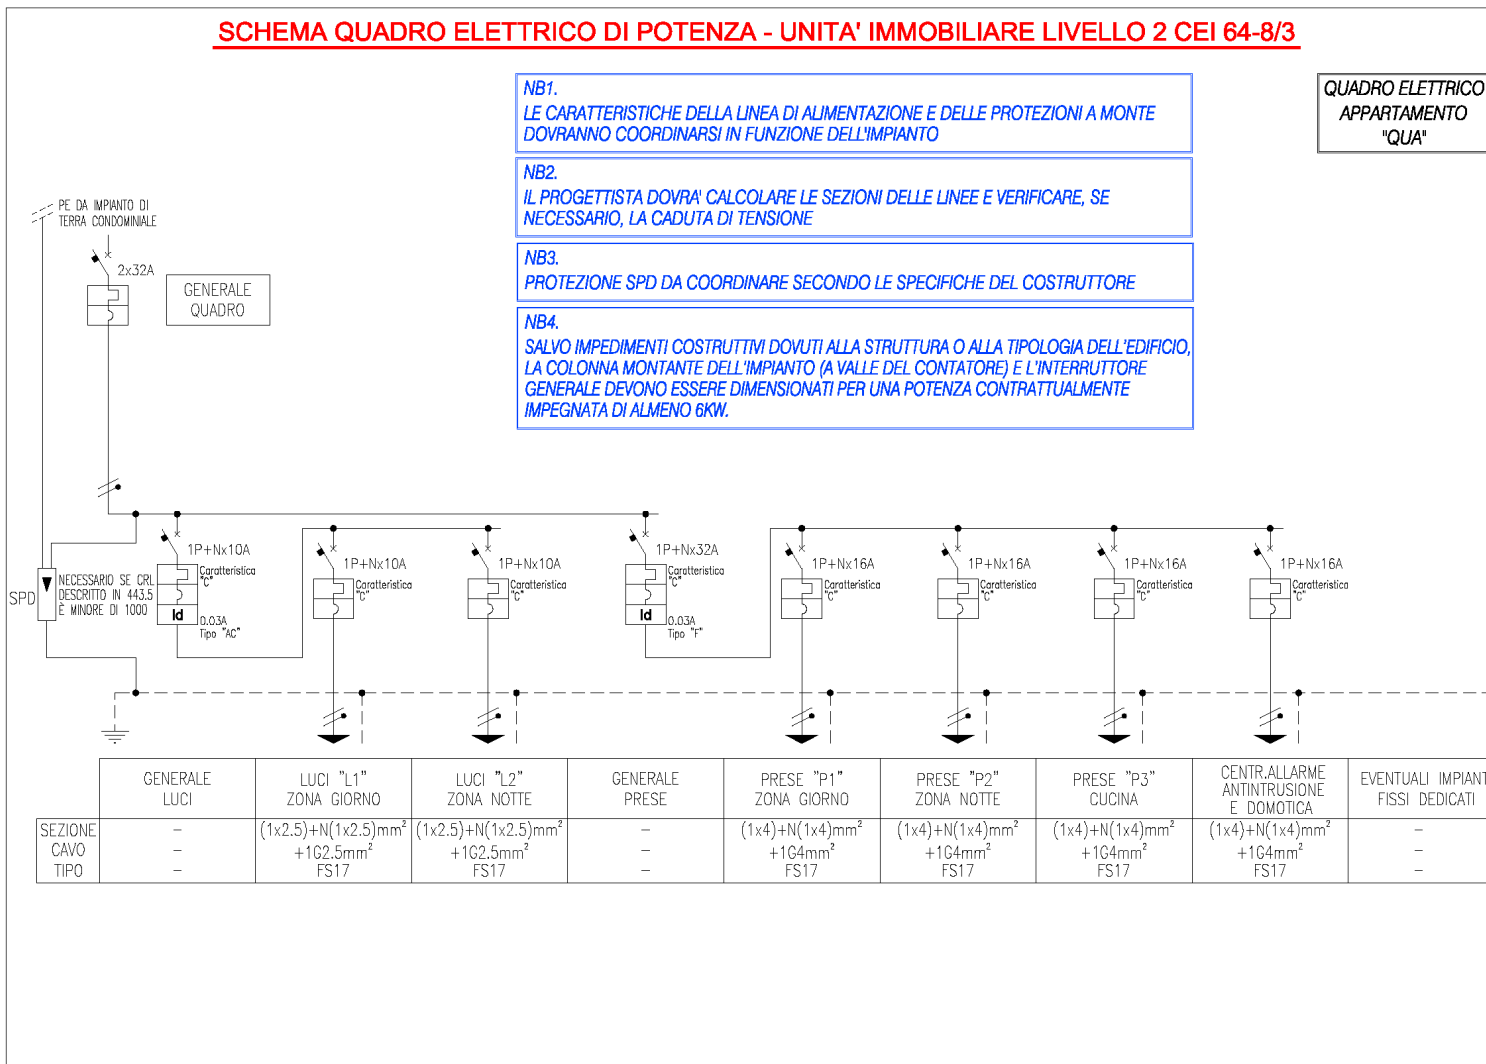 SCHEMA QUADRO ELETTRICO DI POTENZA - UNITA' IMMOBILIARE LIVELLO 2 CEI 64-8/3
NB1.
LE CARATTERISTICHE DELLA LINEA DI ALIMENTAZIONE E DELLE PROTEZIONI A MONTE
DOVRANNO COORDINARSI IN FUNZIONE DELL'IMPIANTO
QUADRO ELETTRICO
APPARTAMENTO
"QUA"
NB2.
IL PROGETTISTA DOVRA' CALCOLARE LE SEZIONI DELLE LINEE E VERIFICARE, SE
NECESSARIO, LA CADUTA DI TENSIONE
NB3.
PROTEZIONE SPD DA COORDINARE SECONDO LE SPECIFICHE DEL COSTRUTTORE
NB4.
SALVO IMPEDIMENTI COSTRUTTIVI DOVUTI ALLA STRUTTURA O ALLA TIPOLOGIA DELL'EDIFICIO,
LA COLONNA MONTANTE DELL'IMPIANTO (A VALLE DEL CONTATORE) E L'INTERRUTTORE
GENERALE DEVONO ESSERE DIMENSIONATI PER UNA POTENZA CONTRATTUALMENTE
IMPEGNATA DI ALMENO 6KW.
PE DA IMPIANTO DI
TERRA CONDOMINIALE
2x32A
GENERALE
QUADRO
SPD
NECESSARIO SE CRL
DESCRITTO IN 443.5
È MINORE DI 1000
1P+Nx10A
Caratteristica
"C"
Id
0.03A
Tipo "AC"
1P+Nx10A
Caratteristica
"C"
1P+Nx10A
Caratteristica
"C"
1P+Nx32A
Caratteristica
"C"
Id
0.03A
Tipo "F"
1P+Nx16A
Caratteristica
"C"
1P+Nx16A
Caratteristica
"C"
1P+Nx16A
Caratteristica
"C"
1P+Nx16A
Caratteristica
"C"
GENERALE
LUCI
LUCI "L1"
ZONA GIORNO
LUCI "L2"
ZONA NOTTE
GENERALE
PRESE
PRESE "P1"
ZONA GIORNO
PRESE "P2"
ZONA NOTTE
PRESE "P3"
CUCINA
CENTR.ALLARME
ANTINTRUSIONE
E DOMOTICA
EVENTUALI IMPIANT
FISSI DEDICATI
SEZIONE
CAVO
TIPO
-
-
-
(1x2.5)+N(1x2.5)mm²
+1G2.5mm²
FS17
(1x2.5)+N(1x2.5)mm²
+1G2.5mm²
FS17
-
-
-
(1x4)+N(1x4)mm²
+1G4mm²
FS17
(1x4)+N(1x4)mm²
+1G4mm²
FS17
(1x4)+N(1x4)mm²
+1G4mm²
FS17
(1x4)+N(1x4)mm²
+1G4mm²
FS17
-
-
-